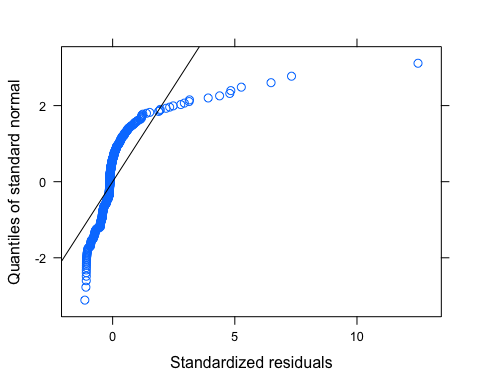 Quantiles of standard normal
2
0
-2
0 5 10
Standardized residuals